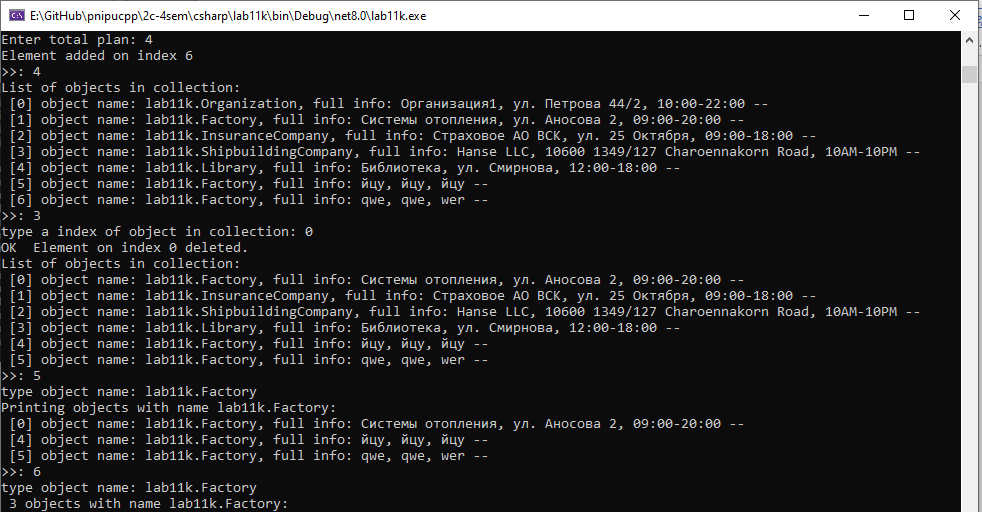 E:\GitHub\pnipucpp\2c-4sem\csharp\lab11k\bin\Debug\net8.0\lab11k.exe
Enter total plan: 4
Element added on index 6
>>: 4
List of objects in collection:
[0] object name: lab11k.Organization, full info: Организация1, ул. Петрова 44/2, 10:00-22:00 --
[1] object name: lab11k.Factory, full info: Системы отопления, ул. Аносова 2, 09:00-20:00 --
[2] object name: lab11k.InsuranceCompany, full info: Страховое АО ВСК, ул. 25 Октября, 09:00-18:00 --
[3] object name: lab11k.ShipbuildingCompany, full info: Hanse LLC, 10600 1349/127 Charoennakorn Road, 10AM-10PM --
[4] object name: lab11k.Library, full info: Библиотека, ул. Смирнова, 12:00-18:00 --
[5] object name: lab11k.Factory, full info: йцу, йцу, йцу --
[6] object name: lab11k.Factory, full info: qwe, qwe, wer --
>>: 3
type a index of object in collection: 0
OK  Element on index 0 deleted.
List of objects in collection:
[0] object name: lab11k.Factory, full info: Системы отопления, ул. Аносова 2, 09:00-20:00 --
[1] object name: lab11k.InsuranceCompany, full info: Страховое АО ВСК, ул. 25 Октября, 09:00-18:00 --
[2] object name: lab11k.ShipbuildingCompany, full info: Hanse LLC, 10600 1349/127 Charoennakorn Road, 10AM-10PM --
[3] object name: lab11k.Library, full info: Библиотека, ул. Смирнова, 12:00-18:00 --
[4] object name: lab11k.Factory, full info: йцу, йцу, йцу --
[5] object name: lab11k.Factory, full info: qwe, qwe, wer --
>>: 5
type object name: lab11k.Factory
Printing objects with name lab11k.Factory:
[0] object name: lab11k.Factory, full info: Системы отопления, ул. Аносова 2, 09:00-20:00 --
[4] object name: lab11k.Factory, full info: йцу, йцу, йцу --
[5] object name: lab11k.Factory, full info: qwe, qwe, wer --
>>: 6
type object name: lab11k.Factory
3 objects with name lab11k.Factory: